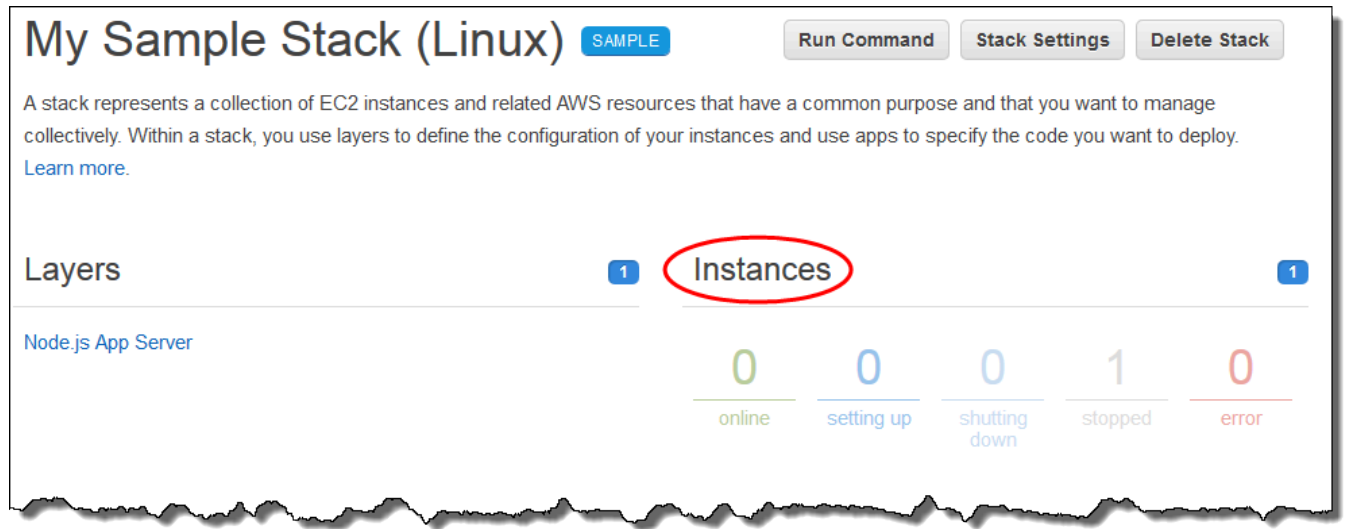 My Sample Stack (Linux) SAMPLE Run Command Stack Settings Delete Stack
A stack represents a collection of EC2 instances and related AWS resources that have a common purpose and that you want to manage
collectively. Within a stack, you use layers to define the configuration of your instances and use apps to specify the code you want to deploy.
Learn more.
Layers 1
Node.js App Server
Instances 1
0 0 0 1 0
online setting up shutting down stopped error